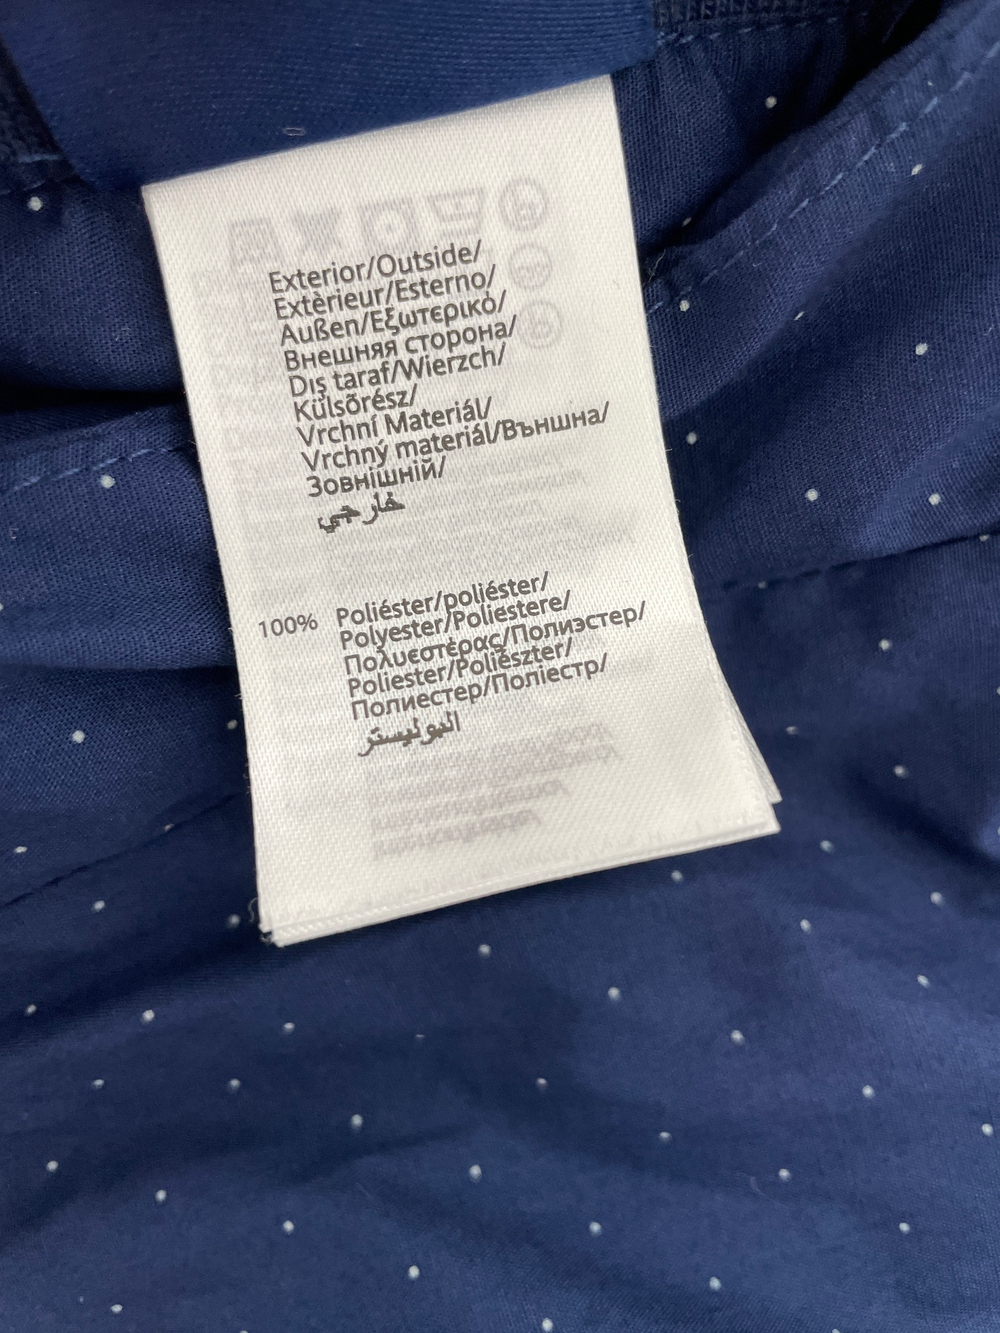 Exterior/Outside/
Extèrieur/Esterno/
Außen/Εξωτερικό/
Внешняя сторона/
Dış taraf/Wierzch/
Külsõrész/
Vrchní Materiál/
Vrchný materiál/Външна/
Зовнішній/
خارجي
100% Poliéster/poliéster/
Polyester/Poliestere/
Πολυεστέρας/Полиэстер/
Poliester/Poliészter/
Полиестер/Поліестр/
البوليستر